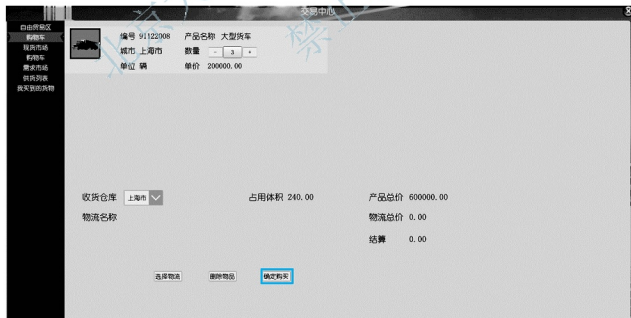 交易中心
自由贸易区
购物车
现货市场
购物车
需求市场
供货列表
我买到的货物
编号 91122008 产品名称 大型货车
城市 上海市 数量 - 3 +
单位 辆 单价 200000.00
收货仓库 上海市 占用体积 240.00 产品总价 600000.00
物流名称 物流总价 0.00
结算 0.00
选择物流 删除物品 确定购买